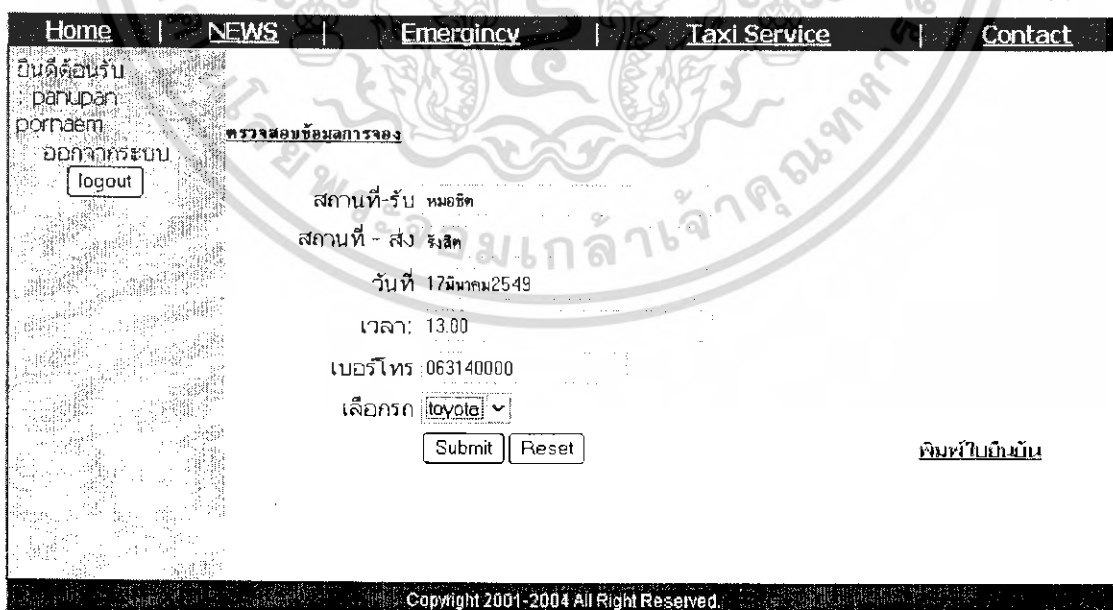 Home | NEWS | Emergincy | Taxi Service | Contact
ยินดีต้อนรับ
panupan
pornaem
ออกจากระบบ
logout
ตรวจสอบข้อมูลการจอง
สถานที่-รับ หมอชิต
สถานที่ - ส่ง รังสิต
วันที่ 17มีนาคม2549
เวลา: 13.00
เบอร์โทร 063140000
เลือกรถ toyota
Submit Reset
พิมพ์ใบยืนยัน
Copyright 2001-2004 All Right Reserved.